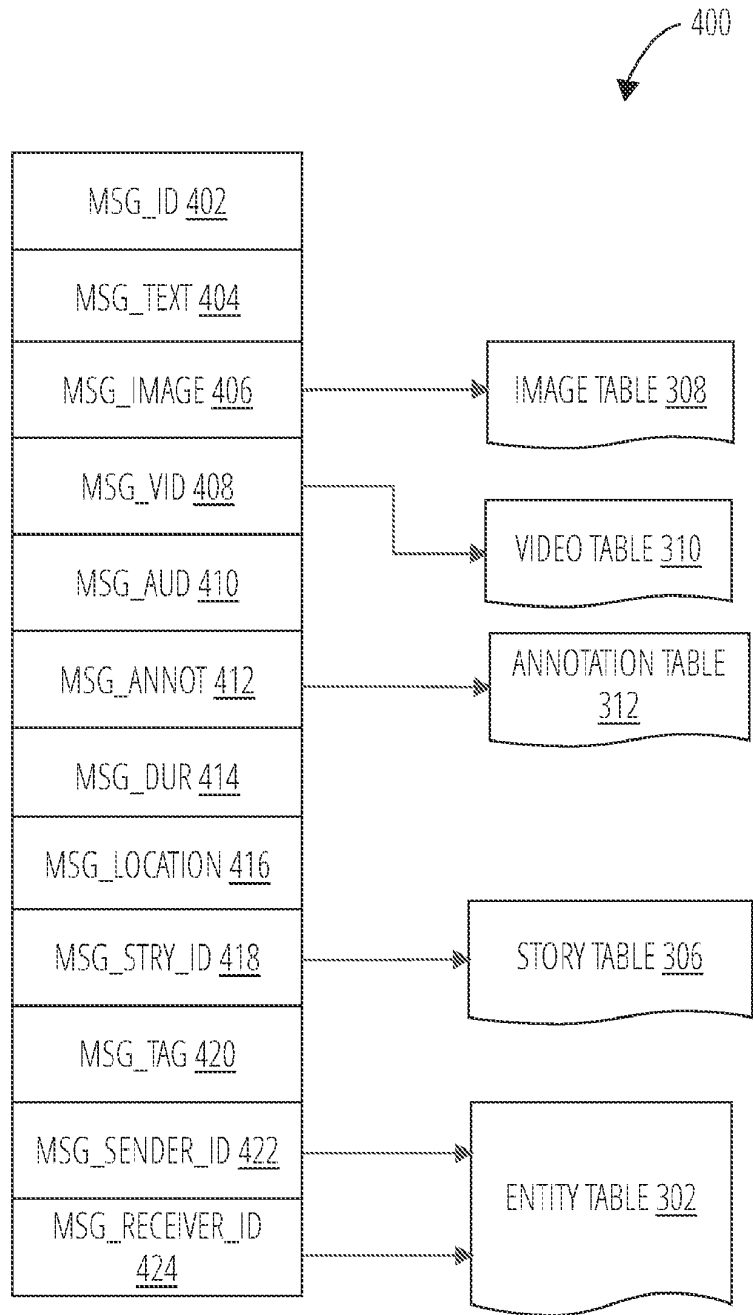 400
MSG_ID 402
MSG_TEXT 404
MSG_IMAGE 406
IMAGE TABLE 308
MSG_VID 408
VIDEO TABLE 310
MSG_AUD 410
MSG_ANNOT 412
ANNOTATION TABLE
312
MSG_DUR 414
MSG_LOCATION 416
MSG_STRY_ID 418
STORY TABLE 306
MSG_TAG 420
MSG_SENDER_ID 422
ENTITY TABLE 302
MSG_RECEIVER_ID
424